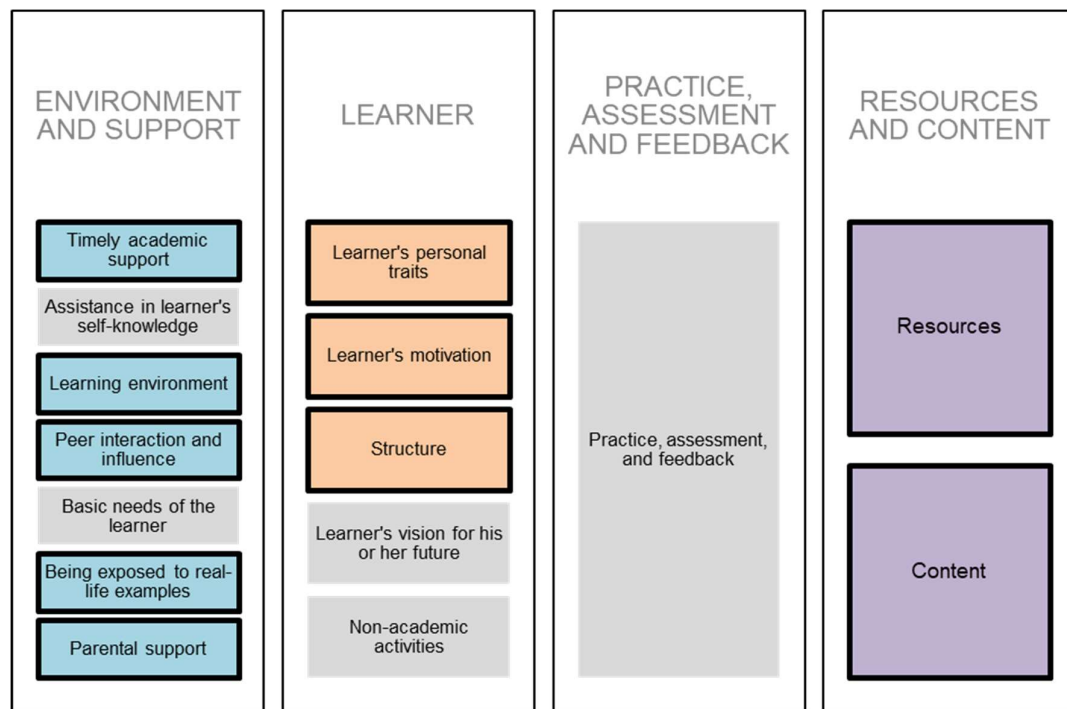 ENVIRONMENT
AND SUPPORT
Timely academic
support
Assistance in learner's
self-knowledge
Learning environment
Peer interaction and
influence
Basic needs of the
learner
Being exposed to real-
life examples
Parental support
LEARNER
Learner's personal
traits
Learner's motivation
Structure
Learner's vision for his
or her future
Non-academic
activities
PRACTICE,
ASSESSMENT
AND FEEDBACK
Practice, assessment,
and feedback
RESOURCES
AND CONTENT
Resources
Content